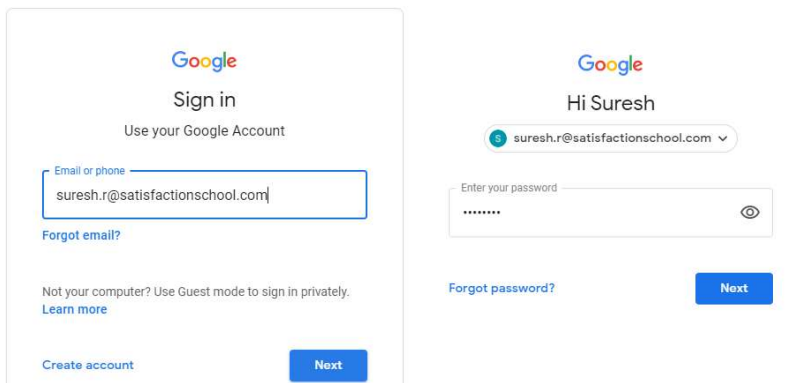 Google
Sign in
Use your Google Account
Email or phone
suresh.r@satisfactionschool.com
Forgot email?
Not your computer? Use Guest mode to sign in privately.
Learn more
Create account
Next
Google
Hi Suresh
S suresh.r@satisfactionschool.com
Enter your password
••••••••
Forgot password?
Next